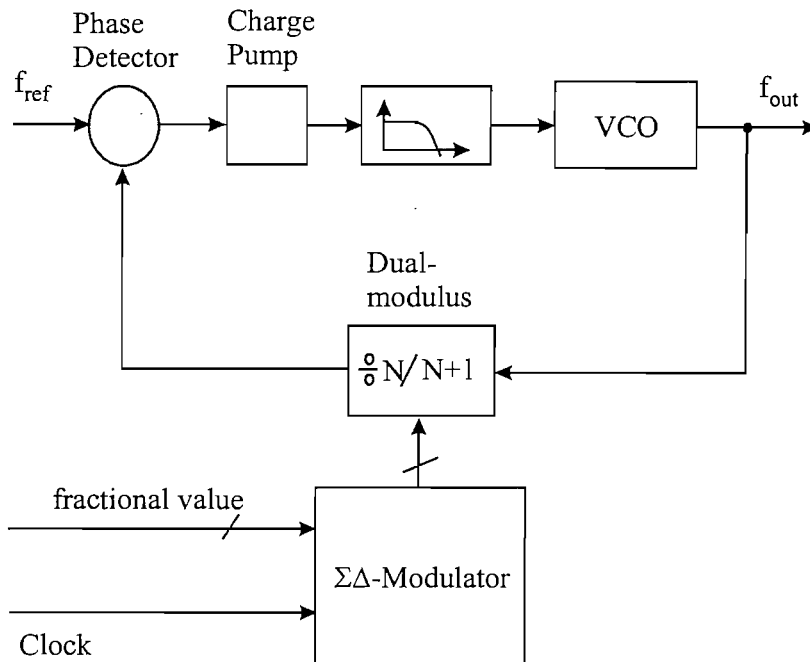 Phase
Detector
Charge
Pump
f_ref
VCO
f_out
Dual-
modulus
÷N/N+1
fractional value
ΣΔ-Modulator
Clock